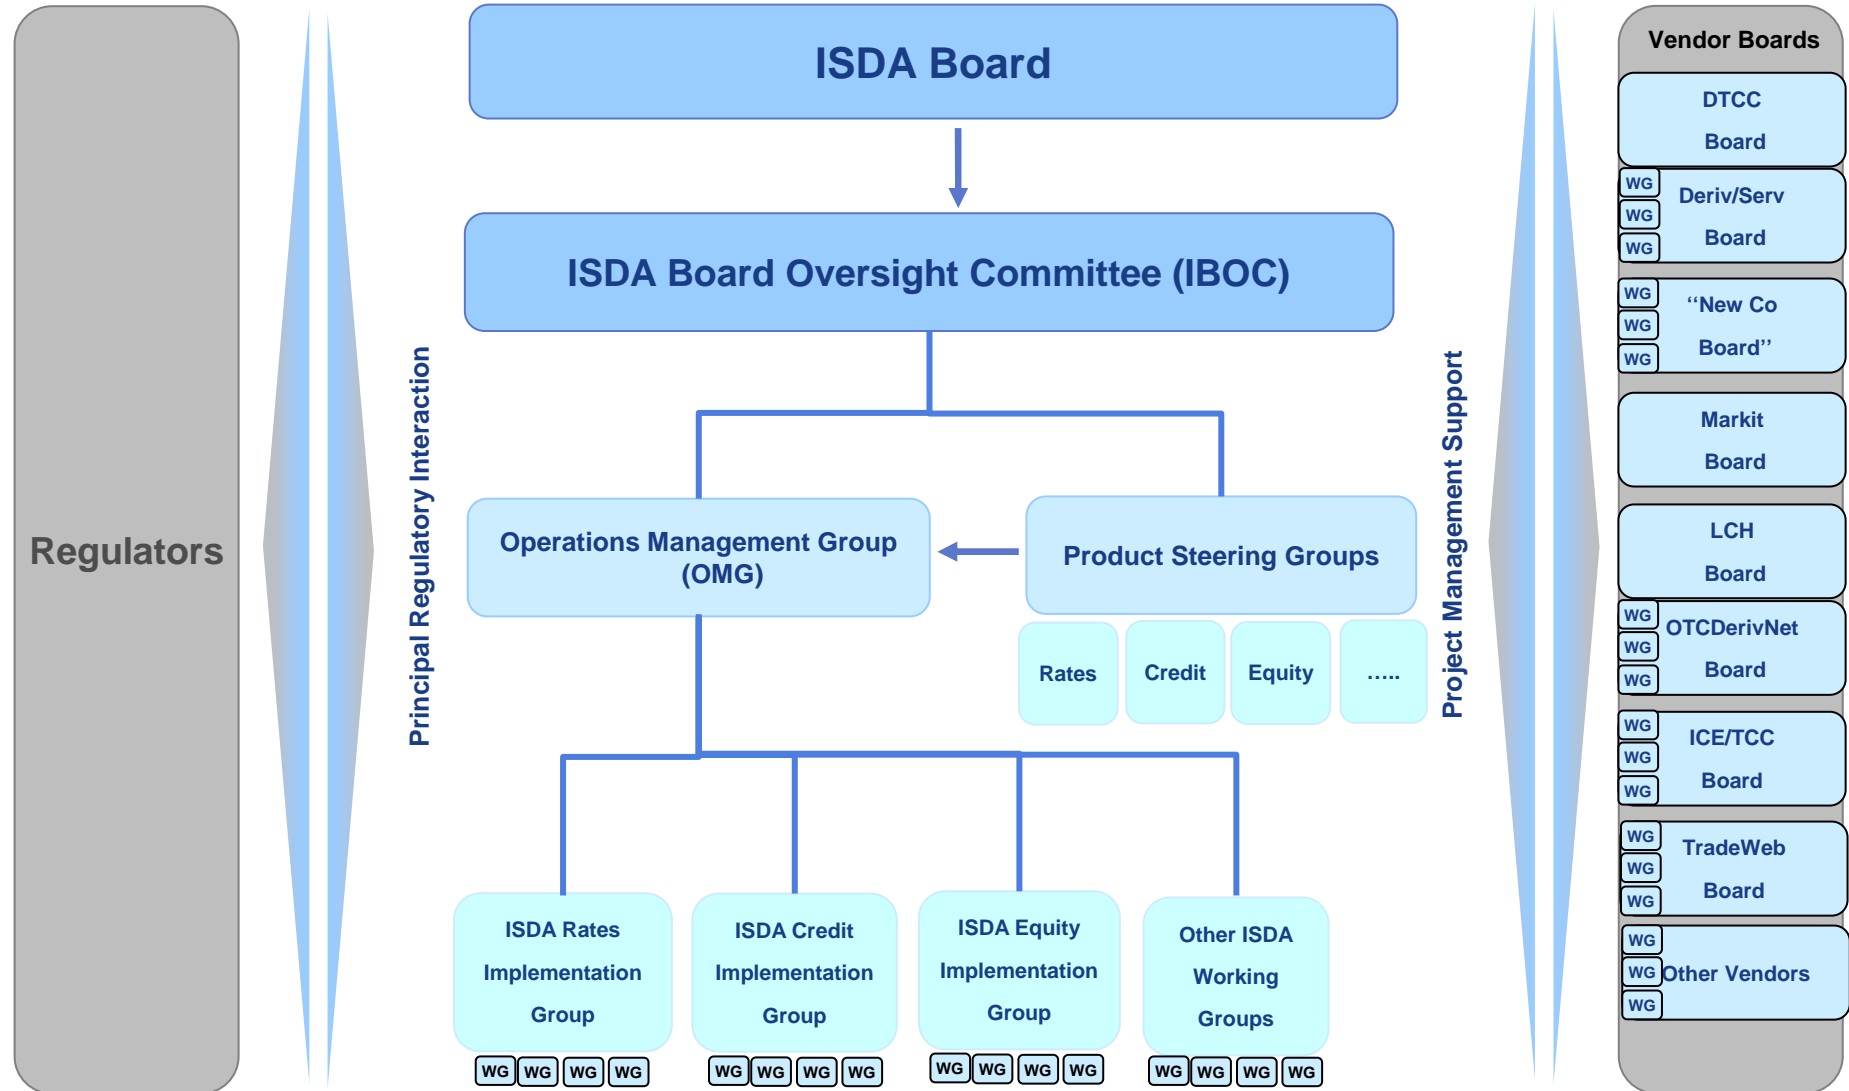 ISDA Board
ISDA Board Oversight Committee (IBOC)
Regulators
Principal Regulatory Interaction
Operations Management Group
(OMG)
Product Steering Groups
Rates
Credit
Equity
…..
ISDA Rates
Implementation
Group
WG WG WG WG
ISDA Credit
Implementation
Group
WG WG WG WG
ISDA Equity
Implementation
Group
WG WG WG WG
Other ISDA
Working
Groups
WG WG WG WG
Project Management Support
Vendor Boards
DTCC
Board
WG
WG
WG
Deriv/Serv
Board
WG
WG
WG
‘‘New Co
Board’’
Markit
Board
LCH
Board
WG
WG
WG
OTCDerivNet
Board
WG
WG
WG
ICE/TCC
Board
WG
WG
WG
TradeWeb
Board
WG
WG
WG
Other Vendors